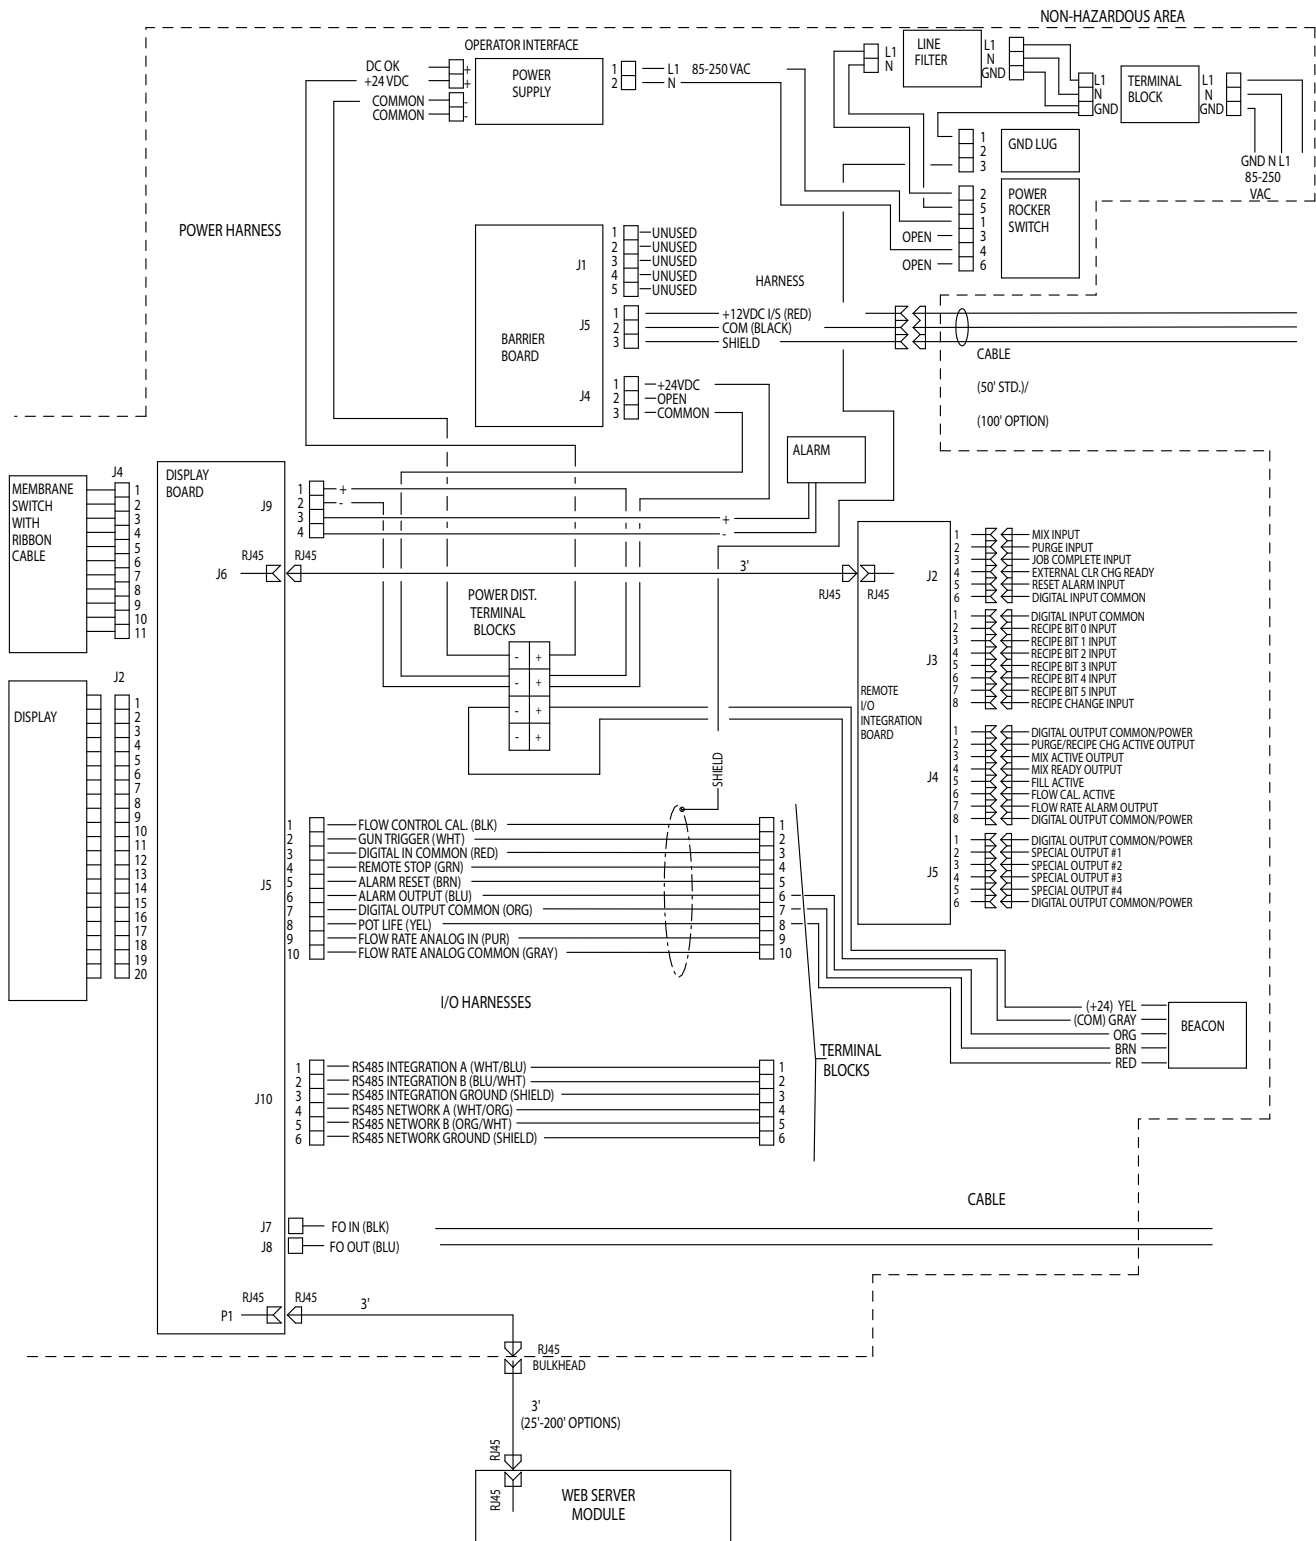 NON-HAZARDOUS AREA
OPERATOR INTERFACE
DC OK
+24 VDC
COMMON
COMMON
+
+
-
-
POWER
SUPPLY
1
2
L1 85-250 VAC
N
L1
N
LINE
FILTER
L1
N
GND
L1
N
GND
TERMINAL
BLOCK
L1
N
GND
GND N L1
85-250
VAC
1
2
3
GND LUG
2
5
1
3
4
6
OPEN
OPEN
POWER
ROCKER
SWITCH
POWER HARNESS
BARRIER
BOARD
J1
1 UNUSED
2 UNUSED
3 UNUSED
4 UNUSED
5 UNUSED
HARNESS
J5
1 +12VDC I/S (RED)
2 COM (BLACK)
3 SHIELD
CABLE
(50' STD.)/
(100' OPTION)
J4
1 +24VDC
2 OPEN
3 COMMON
ALARM
MEMBRANE
SWITCH
WITH
RIBBON
CABLE
J4
1
2
3
4
5
6
7
8
9
10
11
DISPLAY
BOARD
J9
1 +
2 -
3
4
+
-
J6
RJ45
RJ45
3'
RJ45
RJ45
POWER DIST.
TERMINAL
BLOCKS
- +
- +
- +
- +
DISPLAY
J2
1
2
3
4
5
6
7
8
9
10
11
12
13
14
15
16
17
18
19
20
REMOTE
I/O
INTEGRATION
BOARD
J2
1 MIX INPUT
2 PURGE INPUT
3 JOB COMPLETE INPUT
4 EXTERNAL CLR CHG READY
5 RESET ALARM INPUT
6 DIGITAL INPUT COMMON
J3
1 DIGITAL INPUT COMMON
2 RECIPE BIT 0 INPUT
3 RECIPE BIT 1 INPUT
4 RECIPE BIT 2 INPUT
5 RECIPE BIT 3 INPUT
6 RECIPE BIT 4 INPUT
7 RECIPE BIT 5 INPUT
8 RECIPE CHANGE INPUT
J4
1 DIGITAL OUTPUT COMMON/POWER
2 PURGE/RECIPE CHG ACTIVE OUTPUT
3 MIX ACTIVE OUTPUT
4 MIX READY OUTPUT
5 FILL ACTIVE
6 FLOW CAL. ACTIVE
7 FLOW RATE ALARM OUTPUT
8 DIGITAL OUTPUT COMMON/POWER
J5
1 DIGITAL OUTPUT COMMON/POWER
2 SPECIAL OUTPUT #1
3 SPECIAL OUTPUT #2
4 SPECIAL OUTPUT #3
5 SPECIAL OUTPUT #4
6 DIGITAL OUTPUT COMMON/POWER
SHIELD
J5
1 FLOW CONTROL CAL. (BLK) 1
2 GUN TRIGGER (WHT) 2
3 DIGITAL IN COMMON (RED) 3
4 REMOTE STOP (GRN) 4
5 ALARM RESET (BRN) 5
6 ALARM OUTPUT (BLU) 6
7 DIGITAL OUTPUT COMMON (ORG) 7
8 POT LIFE (YEL) 8
9 FLOW RATE ANALOG IN (PUR) 9
10 FLOW RATE ANALOG COMMON (GRAY) 10
I/O HARNESSES
(+24) YEL
(COM) GRAY
ORG
BRN
RED
BEACON
TERMINAL
BLOCKS
J10
1 RS485 INTEGRATION A (WHT/BLU) 1
2 RS485 INTEGRATION B (BLU/WHT) 2
3 RS485 INTEGRATION GROUND (SHIELD) 3
4 RS485 NETWORK A (WHT/ORG) 4
5 RS485 NETWORK B (ORG/WHT) 5
6 RS485 NETWORK GROUND (SHIELD) 6
CABLE
J7 FO IN (BLK)
J8 FO OUT (BLU)
P1
RJ45
RJ45
3'
RJ45
BULKHEAD
3'
(25'-200' OPTIONS)
RJ45
RJ45
WEB SERVER
MODULE